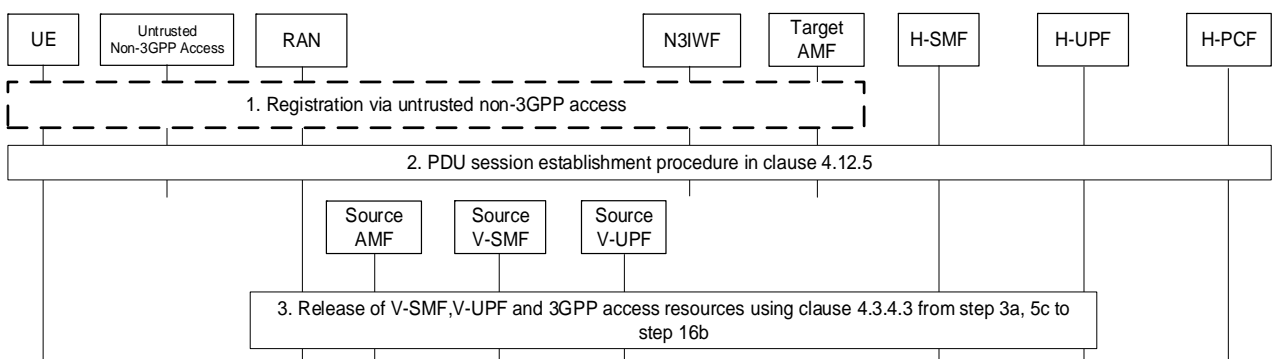 UE
Untrusted
Non-3GPP Access
RAN
N3IWF
Target
AMF
H-SMF
H-UPF
H-PCF
1. Registration via untrusted non-3GPP access
2. PDU session establishment procedure in clause 4.12.5
Source
AMF
Source
V-SMF
Source
V-UPF
3. Release of V-SMF,V-UPF and 3GPP access resources using clause 4.3.4.3 from step 3a, 5c to
step 16b